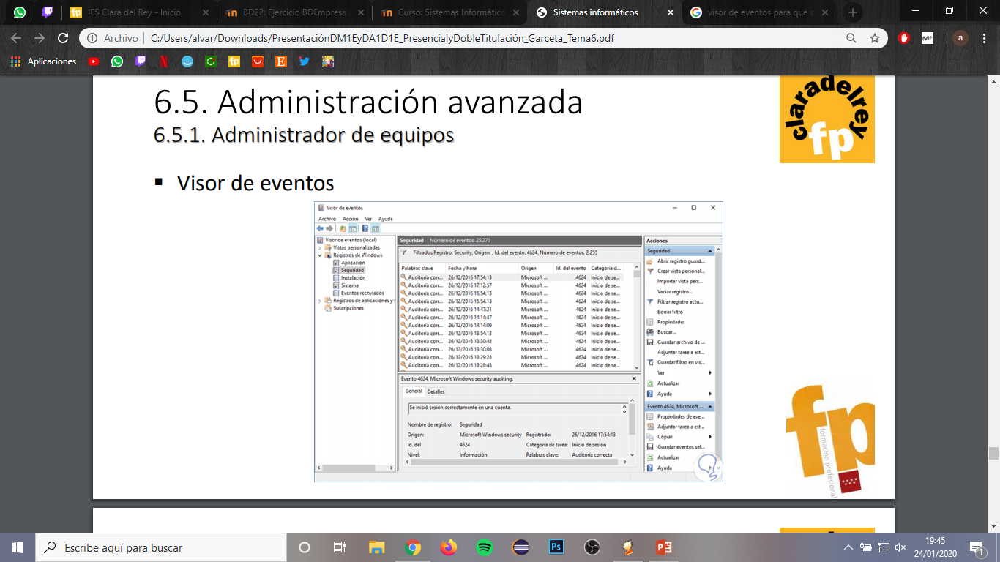 IES Clara del Rey - Inicio
BD22: Ejercicio BDEmpresa
Curso: Sistemas Informático
Sistemas informáticos
visor de eventos para que s
Archivo C:/Users/alvar/Downloads/PresentaciónDM1EyDA1D1E_PresencialyDobleTitulación_Garceta_Tema6.pdf
a
Aplicaciones
6.5. Administración avanzada
6.5.1. Administrador de equipos
claradelrey
fp
Visor de eventos
Visor de eventos
Archivo Acción Ver Ayuda
Visor de eventos (local)
Vistas personalizadas
Registros de Windows
Aplicación
Seguridad
Instalación
Sistema
Eventos reenviados
Registros de aplicaciones y s
Suscripciones
Seguridad Número de eventos: 25.270
Filtrados:Registro: Security; Origen: ; Id. del evento: 4624. Número de eventos: 2.255
Palabras clave Fecha y hora Origen Id. del evento Categoría d...
Auditoría corr... 26/12/2016 17:54:13 Microsoft ... 4624 Inicio de se...
Auditoría corr... 26/12/2016 17:12:57 Microsoft ... 4624 Inicio de se...
Auditoría corr... 26/12/2016 16:54:13 Microsoft ... 4624 Inicio de se...
Auditoría corr... 26/12/2016 15:54:13 Microsoft ... 4624 Inicio de se...
Auditoría corr... 26/12/2016 14:47:21 Microsoft ... 4624 Inicio de se...
Auditoría corr... 26/12/2016 14:14:47 Microsoft ... 4624 Inicio de se...
Auditoría corr... 26/12/2016 14:14:09 Microsoft ... 4624 Inicio de se...
Auditoría corr... 26/12/2016 13:54:13 Microsoft ... 4624 Inicio de se...
Auditoría corr... 26/12/2016 13:30:48 Microsoft ... 4624 Inicio de se...
Auditoría corr... 26/12/2016 13:30:08 Microsoft ... 4624 Inicio de se...
Auditoría corr... 26/12/2016 13:29:28 Microsoft ... 4624 Inicio de se...
Auditoría corr... 26/12/2016 13:28:48 Microsoft ... 4624 Inicio de se...
Evento 4624, Microsoft Windows security auditing.
General Detalles
Se inició sesión correctamente en una cuenta.
Nombre de registro: Seguridad
Origen: Microsoft Windows security Registrado: 26/12/2016 17:54:13
Id. del 4624 Categoría de tarea: Inicio de sesión
Nivel: Información Palabras clave: Auditoría correcta
Acciones
Seguridad
Abrir registro guard...
Crear vista personal...
Importar vista pers...
Vaciar registro...
Filtrar registro actu...
Borrar filtro
Propiedades
Buscar...
Guardar archivo de ...
Adjuntar tarea a est...
Guardar filtro en vis...
Ver
Actualizar
Ayuda
Evento 4624, Microsoft ...
Propiedades de eve...
Adjuntar tarea a est...
Copiar
Guardar eventos sel...
Actualizar
Ayuda
fp
formación profesional
Escribe aquí para buscar
Ps
19:45
24/01/2020
1